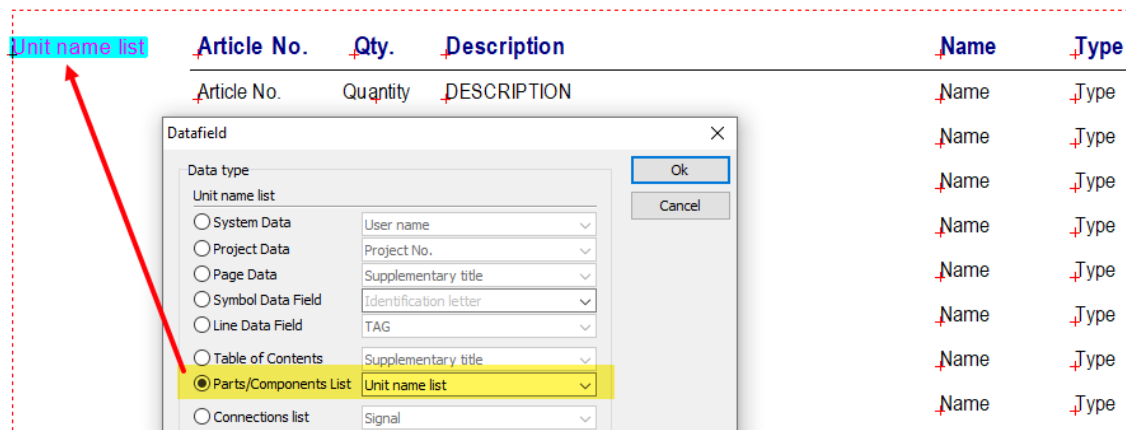 Unit name list Article No. Qty. Description Name Type
Article No. Quantity DESCRIPTION Name Type
Datafield
Name Type
Data type
Ok
Name Type
Unit name list
Cancel
System Data User name
Name Type
Project Data Project No.
Page Data Supplementary title
Name Type
Symbol Data Field Identification letter
Name Type
Line Data Field TAG
Table of Contents Supplementary title
Name Type
Parts/Components List Unit name list
Name Type
Connections list Signal